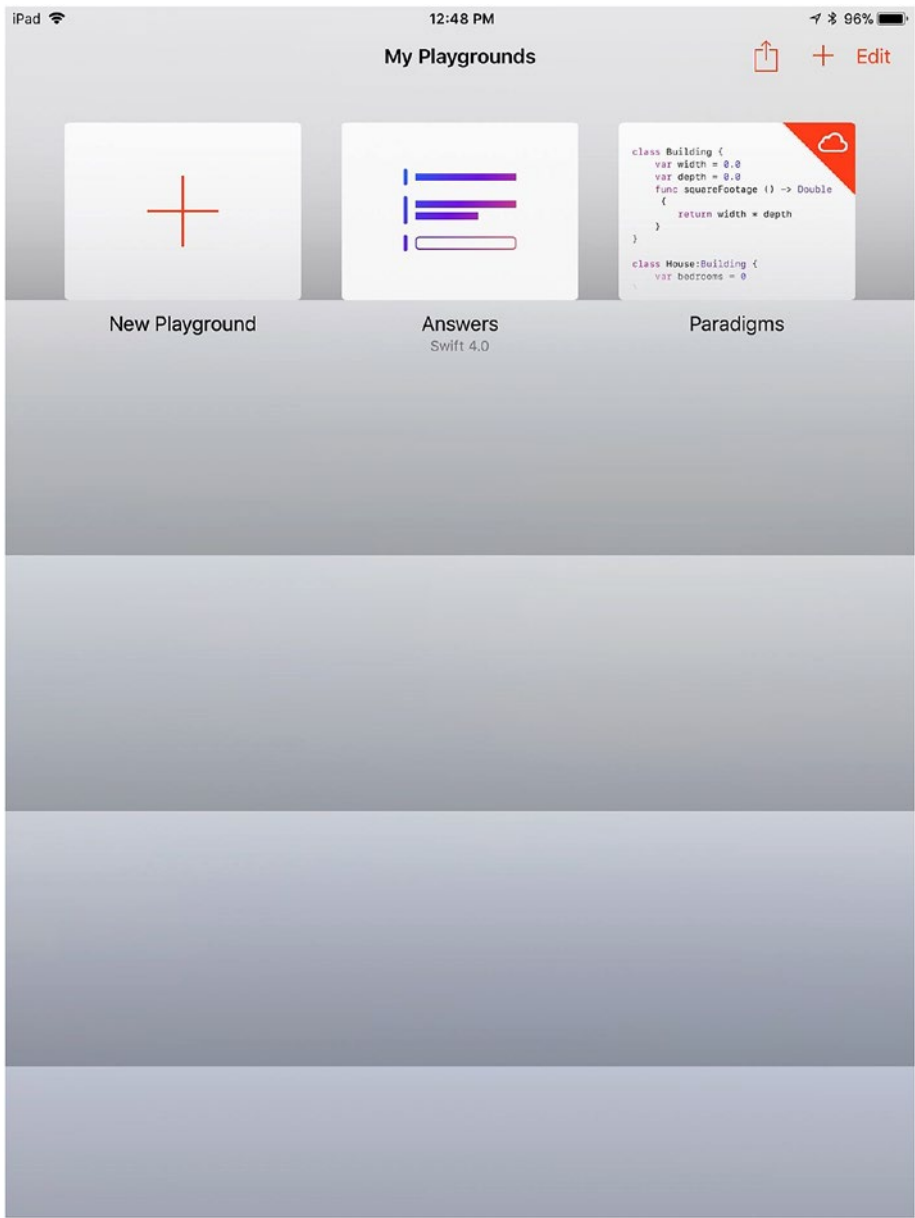 iPad 12:48 PM 96%
My Playgrounds Edit
class Building {
var width = 0.0
var depth = 0.0
func squareFootage () -> Double
{
return width * depth
}
}
class House:Building {
var bedrooms = 0
New Playground Answers Paradigms
Swift 4.0